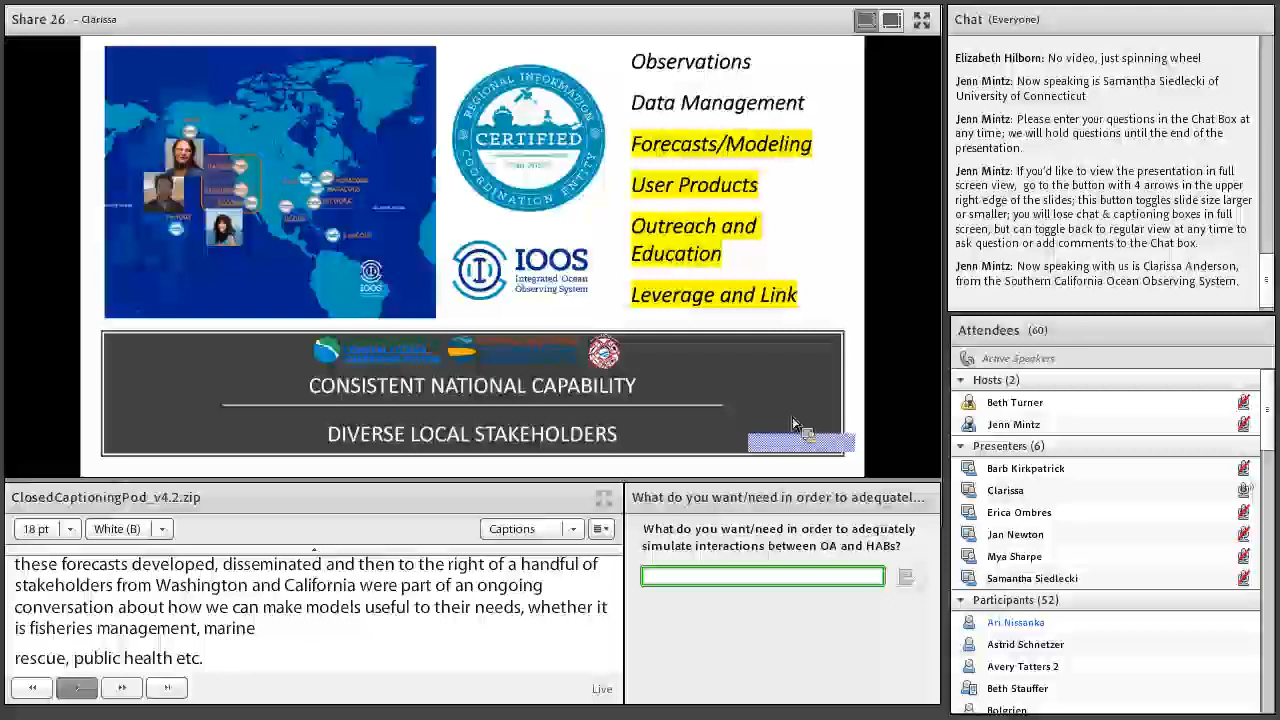 Share 26 - Clarissa
Observations
Data Management
Forecasts/Modeling
User Products
Outreach and
Education
Leverage and Link
REGIONAL INFORMATION
CERTIFIED
COORDINATION ENTITY
IOOS
Integrated Ocean
Observing System
IOOS
CONSISTENT NATIONAL CAPABILITY
DIVERSE LOCAL STAKEHOLDERS
ClosedCaptioningPod_v4.2.zip
18 pt
White (B)
Captions
these forecasts developed, disseminated and then to the right of a handful of
stakeholders from Washington and California were part of an ongoing
conversation about how we can make models useful to their needs, whether it
is fisheries management, marine
rescue, public health etc.
Live
What do you want/need in order to adequatel...
What do you want/need in order to adequately
simulate interactions between OA and HABs?
Chat (Everyone)
Elizabeth Hilborn: No video, just spinning wheel
Jenn Mintz: Now speaking is Samantha Siedlecki of
University of Connecticut
Jenn Mintz: Please enter your questions in the Chat Box at
any time; we will hold questions until the end of the
presentation.
Jenn Mintz: If you'd like to view the presentation in full
screen view, go to the button with 4 arrows in the upper
right edge of the slides; this button toggles slide size larger
or smaller; you will lose chat & captioning boxes in full
screen, but can toggle back to regular view at any time to
ask question or add comments to the Chat box.
Jenn Mintz: Now speaking with us is Clarissa Anderson
from the Southern California Ocean Observing System
Attendees (60)
Active Speakers
Hosts (2)
Beth Turner
Jenn Mintz
Presenters (6)
Barb Kirkpatrick
Clarissa
Erica Ombres
Jan Newton
Mya Sharpe
Samantha Siedlecki
Participants (52)
Ari Nissanka
Astrid Schnetzer
Avery Tatters 2
Beth Stauffer
Bolgrien